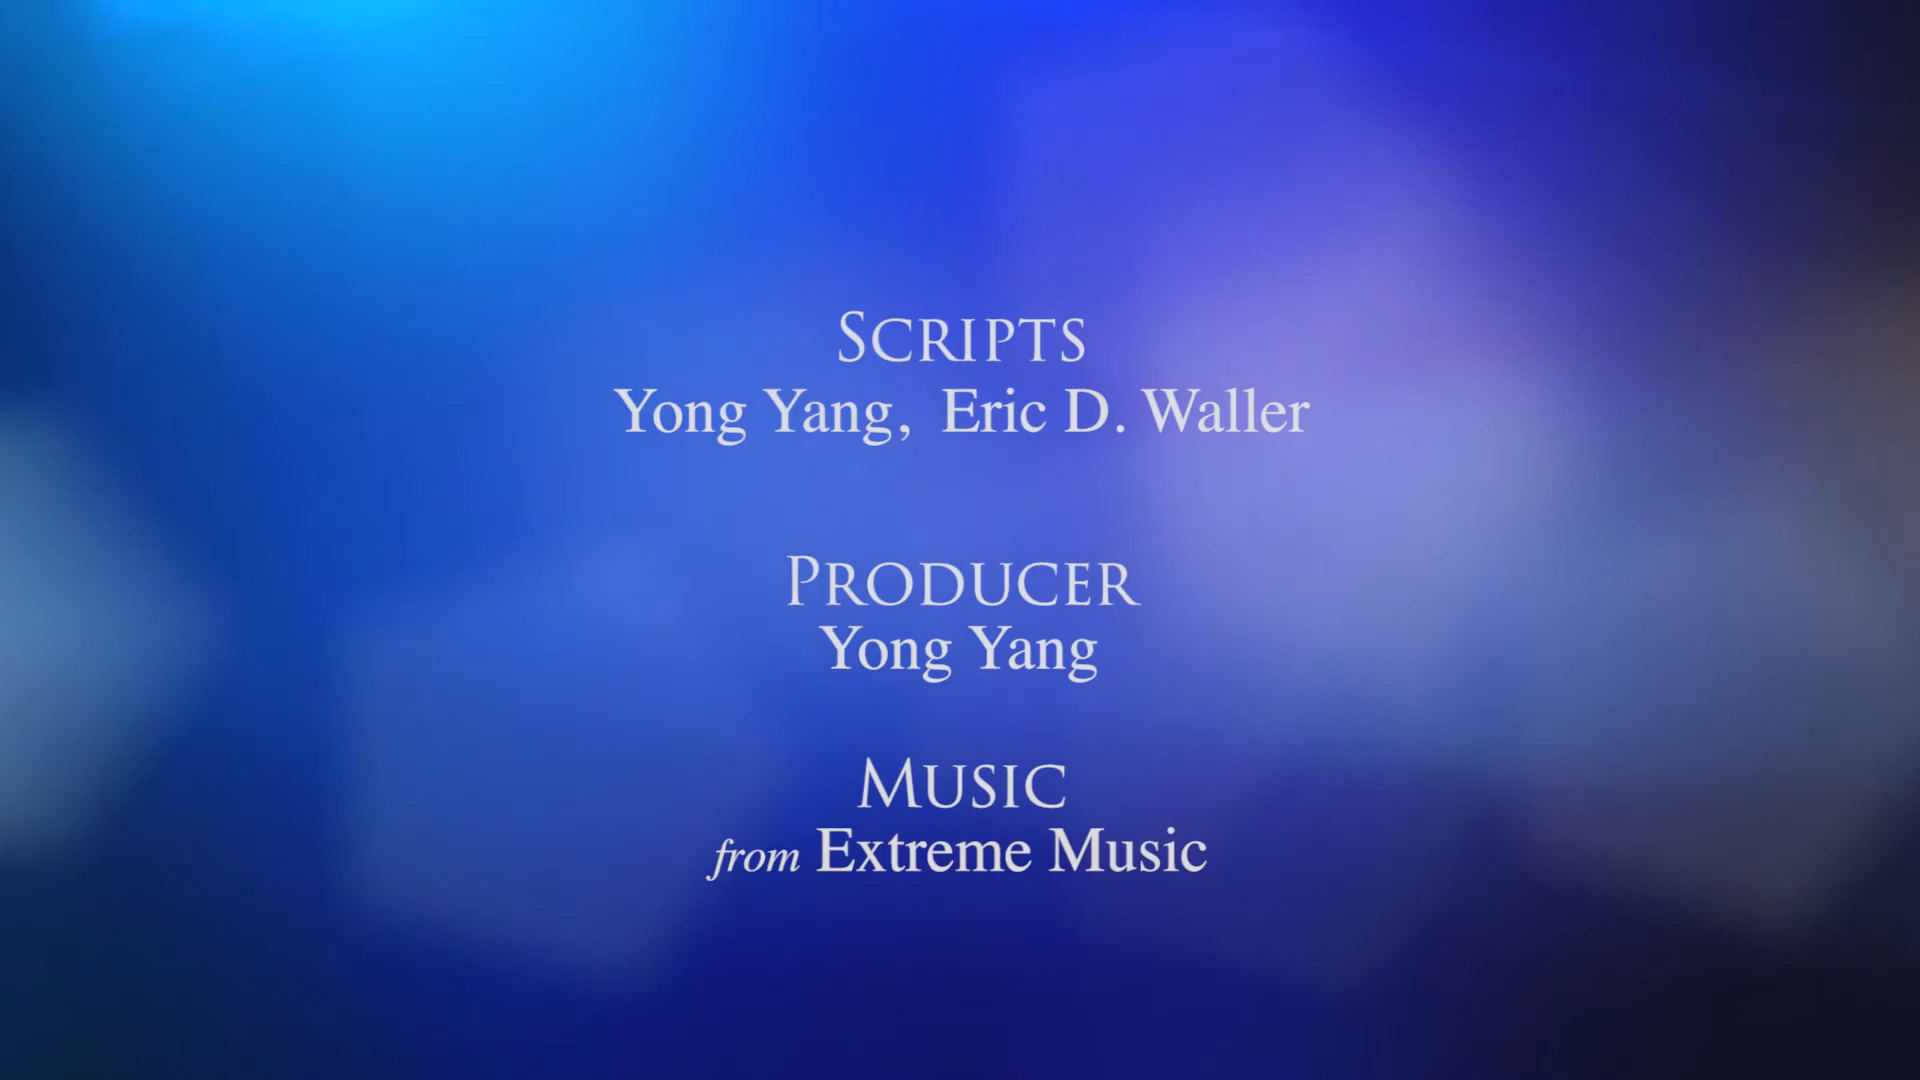 SCRIPTS
Yong Yang, Eric D. Waller
PRODUCER
Yong Yang
MUSIC
from Extreme Music